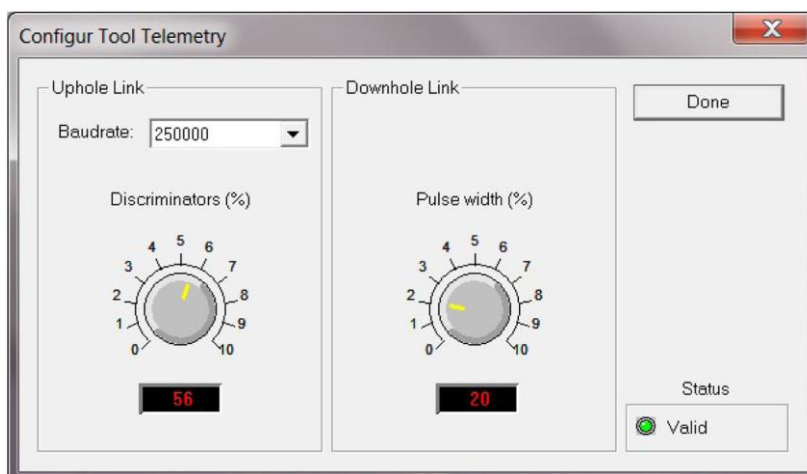 Configur Tool Telemetry
X
Uphole Link
Baudrate: 250000
Discriminators (%)
0 1 2 3 4 5 6 7 8 9 10
56
Downhole Link
Pulse width (%)
0 1 2 3 4 5 6 7 8 9 10
20
Done
Status
Valid